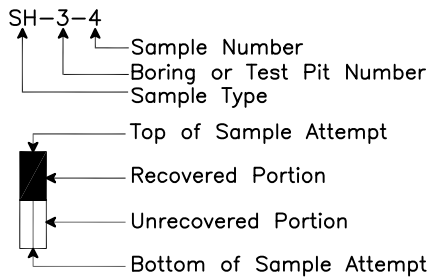 SH-3-4
Sample Number
Boring or Test Pit Number
Sample Type
Top of Sample Attempt
Recovered Portion
Unrecovered Portion
Bottom of Sample Attempt